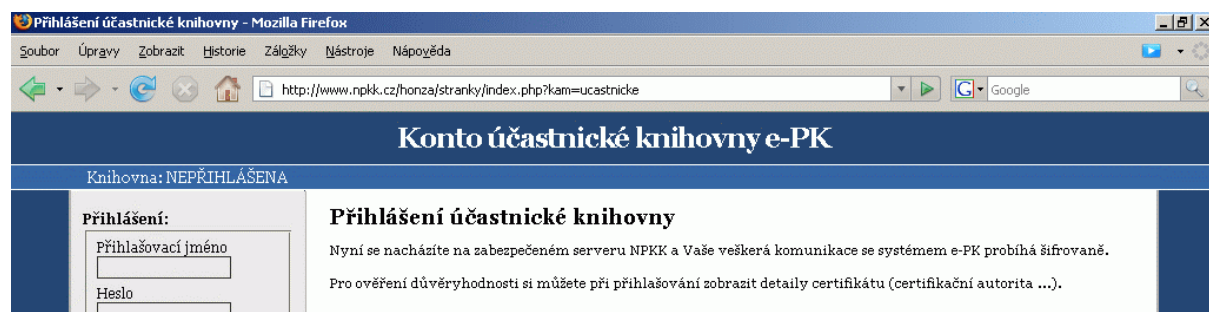 Přihlášení účastnické knihovny - Mozilla Firefox
Soubor Úpravy Zobrazit Historie Záložky Nástroje Nápověda
http://www.npkk.cz/honza/stranky/index.php?kam=ucastnicke G Google
Konto účastnické knihovny e-PK
Knihovna: NEPŘIHLÁŠENA
Přihlášení:
Přihlašovací jméno
Heslo
Přihlášení účastnické knihovny
Nyní se nacházíte na zabezpečeném serveru NPKK a Vaše veškerá komunikace se systémem e-PK probíhá šifrovaně.
Pro ověření důvěryhodnosti si můžete při přihlašování zobrazit detaily certifikátu (certifikační autorita ...).